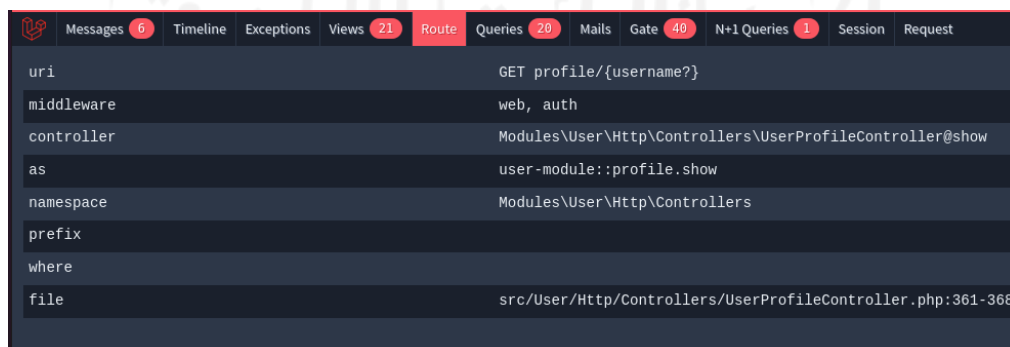 Messages 6 Timeline Exceptions Views 21 Route Queries 20 Mails Gate 40 N+1 Queries 1 Session Request
uri GET profile/{username?}
middleware web, auth
controller Modules\User\Http\Controllers\UserProfileController@show
as user-module::profile.show
namespace Modules\User\Http\Controllers
prefix
where
file src/User/Http/Controllers/UserProfileController.php:361-368